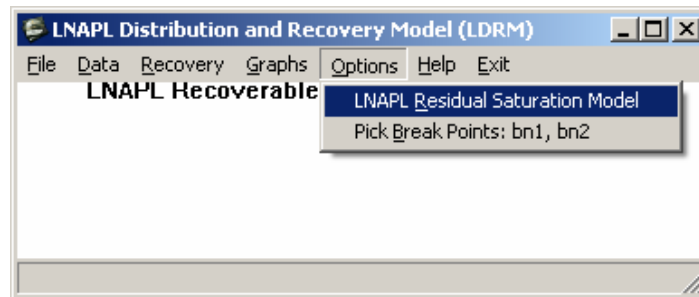 LNAPL Distribution and Recovery Model (LDRM)
File Data Recovery Graphs Options Help Exit
LNAPL Recoverable
LNAPL Residual Saturation Model
Pick Break Points: bn1, bn2